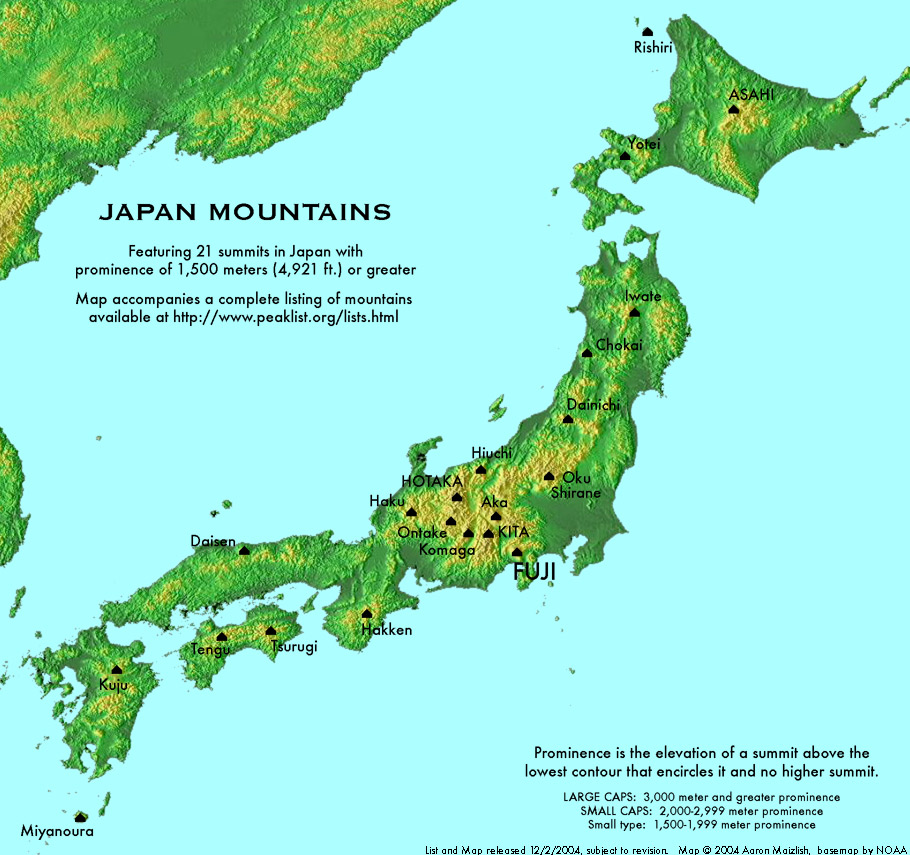 Rishiri
ASAHI
Yotei
JAPAN MOUNTAINS
Featuring 21 summits in Japan with
prominence of 1,500 meters (4,921 ft.) or greater
Map accompanies a complete listing of mountains
available at http://www.peaklist.org/lists.html
Iwate
Chokai
Dainichi
Hiuchi
HOTAKA
Oku
Shirane
Haku
Aka
Ontake
KITA
Komaga
Daisen
FUJI
Hakken
Tengu
Tsurugi
Kuju
Miyanoura
Prominence is the elevation of a summit above the
lowest contour that encircles it and no higher summit.
LARGE CAPS: 3,000 meter and greater prominence
SMALL CAPS: 2,000-2,999 meter prominence
Small type: 1,500-1,999 meter prominence
List and Map released 12/2/2004, subject to revision. Map © 2004 Aaron Maizlish, basemap by NOAA